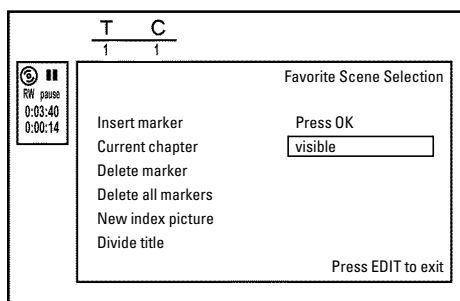 T C
1 1
RW pause
0:03:40
0:00:14
Favorite Scene Selection
Insert marker Press OK
Current chapter visible
Delete marker
Delete all markers
New index picture
Divide title
Press EDIT to exit